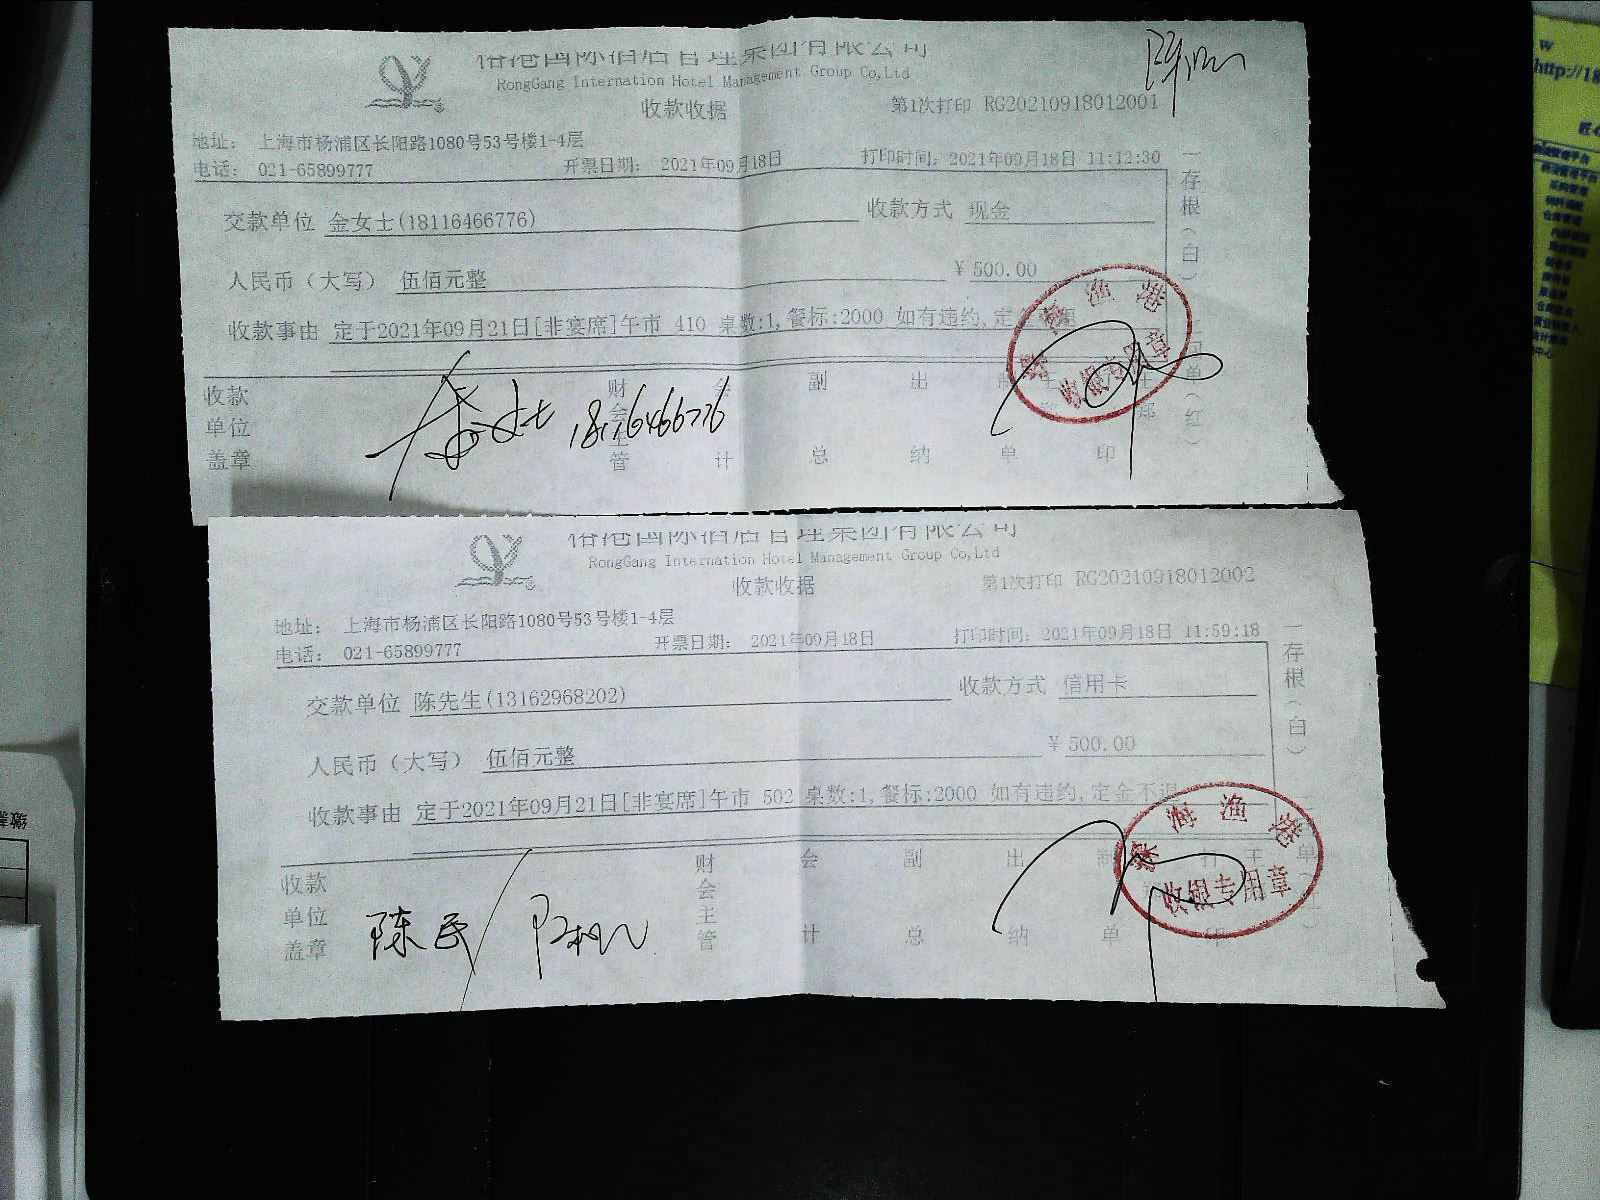 RongGang Internation Hotel Management Group Co,Ltd
收款收据
第1次打印 RG20210918012001
地址： 上海市杨浦区长阳路1080号53号楼1-4层
电话： 021-65899777 开票日期： 2021年09月18日 打印时间：2021年09月18日 11:12:30
交款单位 金女士(18116466776) 收款方式 现金
人民币（大写） 伍佰元整 ￥ 500.00
收款事由 定于2021年09月21日[非宴席]午市 410 桌数:1,餐标:2000 如有违约,定
收款单位盖章 财会主管 会计 副总 出纳 制单
18116466776
一存根(白)
RongGang Internation Hotel Management Group Co,Ltd
收款收据
第1次打印 RG20210918012002
地址： 上海市杨浦区长阳路1080号53号楼1-4层
电话： 021-65899777 开票日期： 2021年09月18日 打印时间：2021年09月18日 11:59:18
交款单位 陈先生(13162968202) 收款方式 信用卡
人民币（大写） 伍佰元整 ￥ 500.00
收款事由 定于2021年09月21日[非宴席]午市 502 桌数:1,餐标:2000 如有违约,定金不退
收款单位盖章 财会主管 会计 副总 出纳 制单 打印
一存根(白)
海渔港
收银专用章